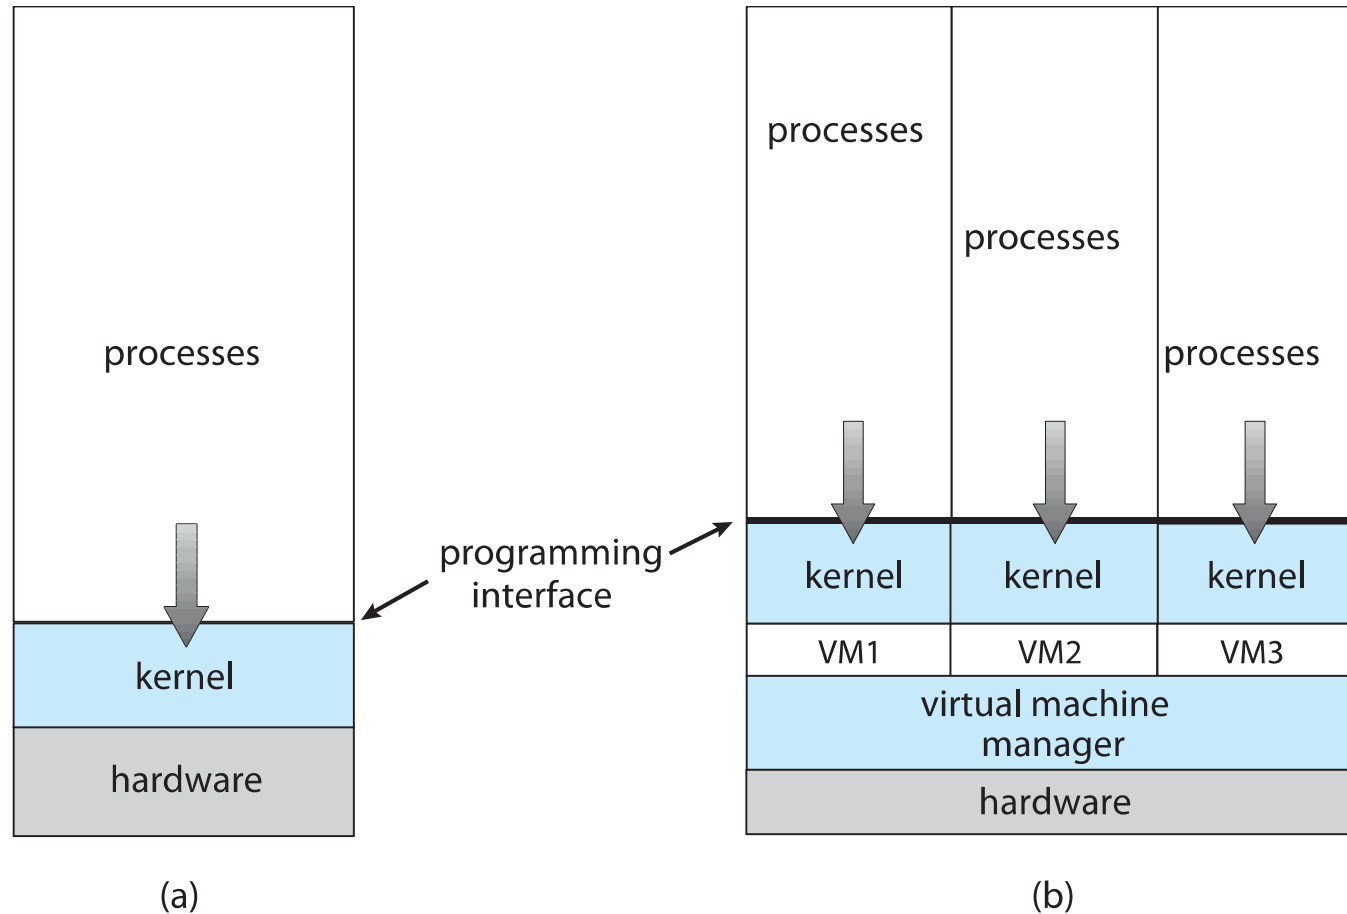 processes
kernel
hardware
(a)
programming
interface
processes
processes
processes
kernel
kernel
kernel
VM1
VM2
VM3
virtual machine
manager
hardware
(b)